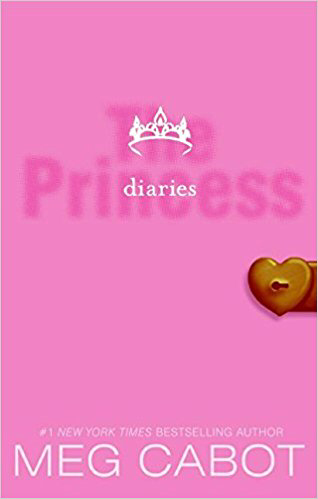 The
diaries
Princess
#1 NEW YORK TIMES BESTSELLING AUTHOR
MEG CABOT